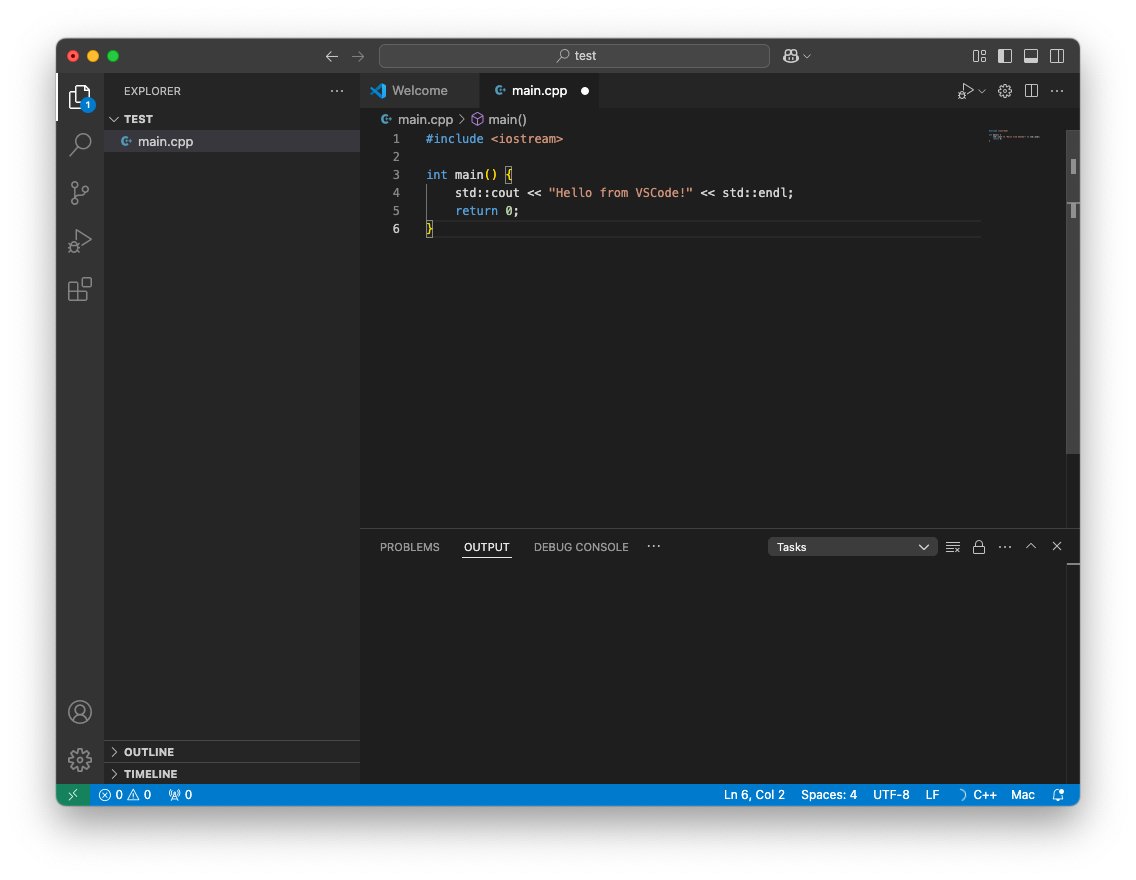 test
EXPLORER
1
TEST
main.cpp
Welcome
main.cpp
main.cpp > main()
1 #include <iostream>
2
3 int main() {
4 std::cout << "Hello from VSCode!" << std::endl;
5 return 0;
6 }
PROBLEMS OUTPUT DEBUG CONSOLE
Tasks
OUTLINE
TIMELINE
0 0 0
Ln 6, Col 2 Spaces: 4 UTF-8 LF C++ Mac